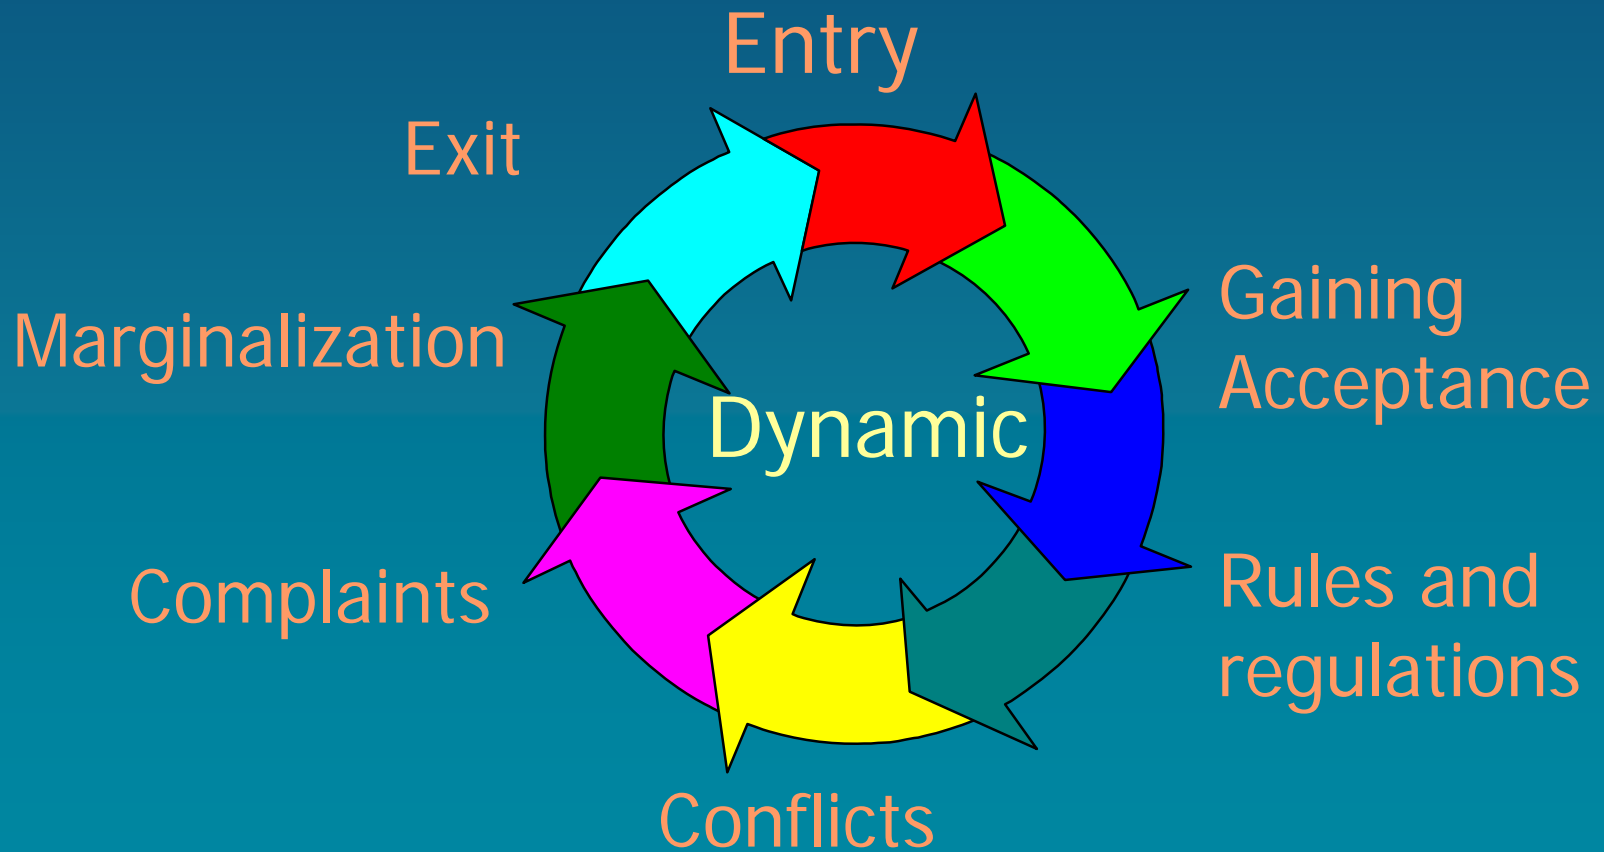 Entry
Exit
Gaining
Acceptance
Marginalization
Dynamic
Rules and
regulations
Complaints
Conflicts